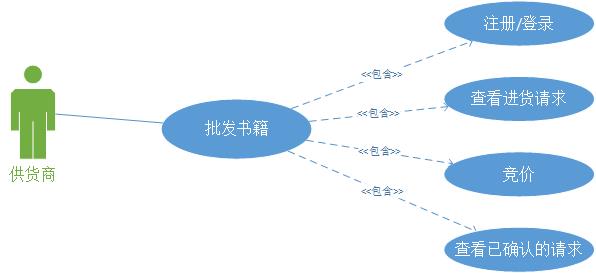 注册/登录
<<包含>>
查看进货请求
<<包含>>
批发书籍
<<包含>>
竞价
供货商
<<包含>>
查看已确认的请求